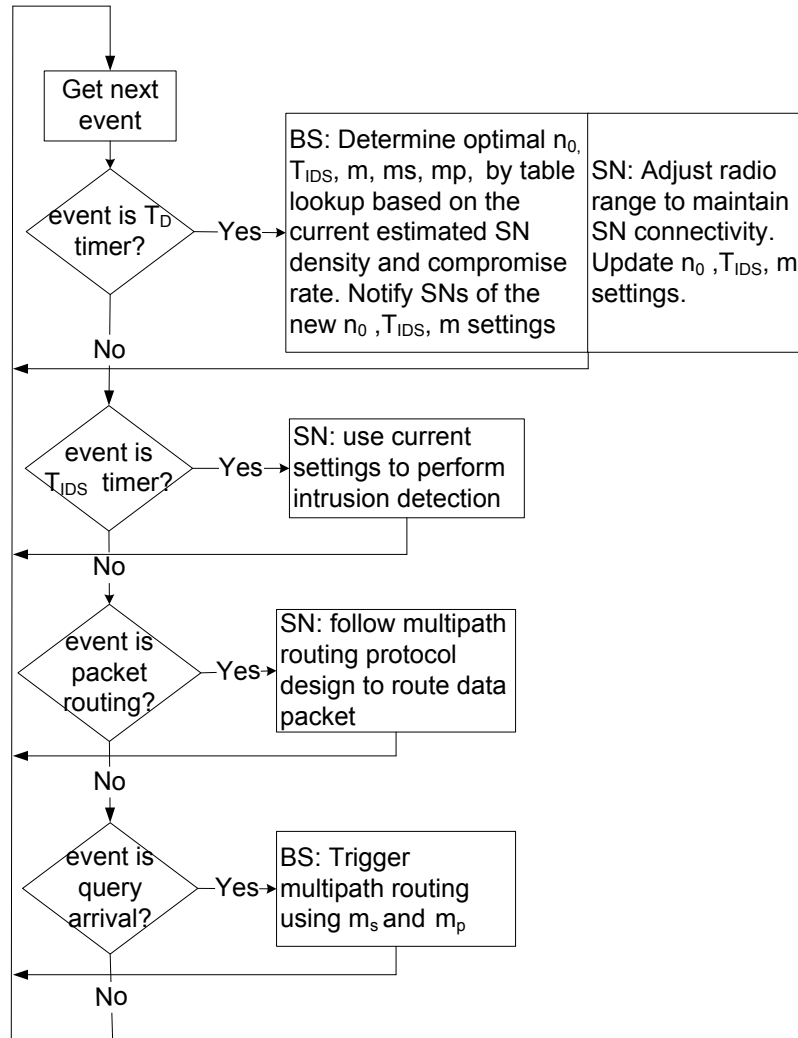 Get next
event
event is T_D
timer?
Yes
BS: Determine optimal n₀,
T_IDS, m, ms, mp, by table
lookup based on the
current estimated SN
density and compromise
rate. Notify SNs of the
new n₀ ,T_IDS, m settings
SN: Adjust radio
range to maintain
SN connectivity.
Update n₀ ,T_IDS, m
settings.
No
event is
T_IDS timer?
Yes
SN: use current
settings to perform
intrusion detection
No
event is
packet
routing?
Yes
SN: follow multipath
routing protocol
design to route data
packet
No
event is
query
arrival?
Yes
BS: Trigger
multipath routing
using m_s and m_p
No